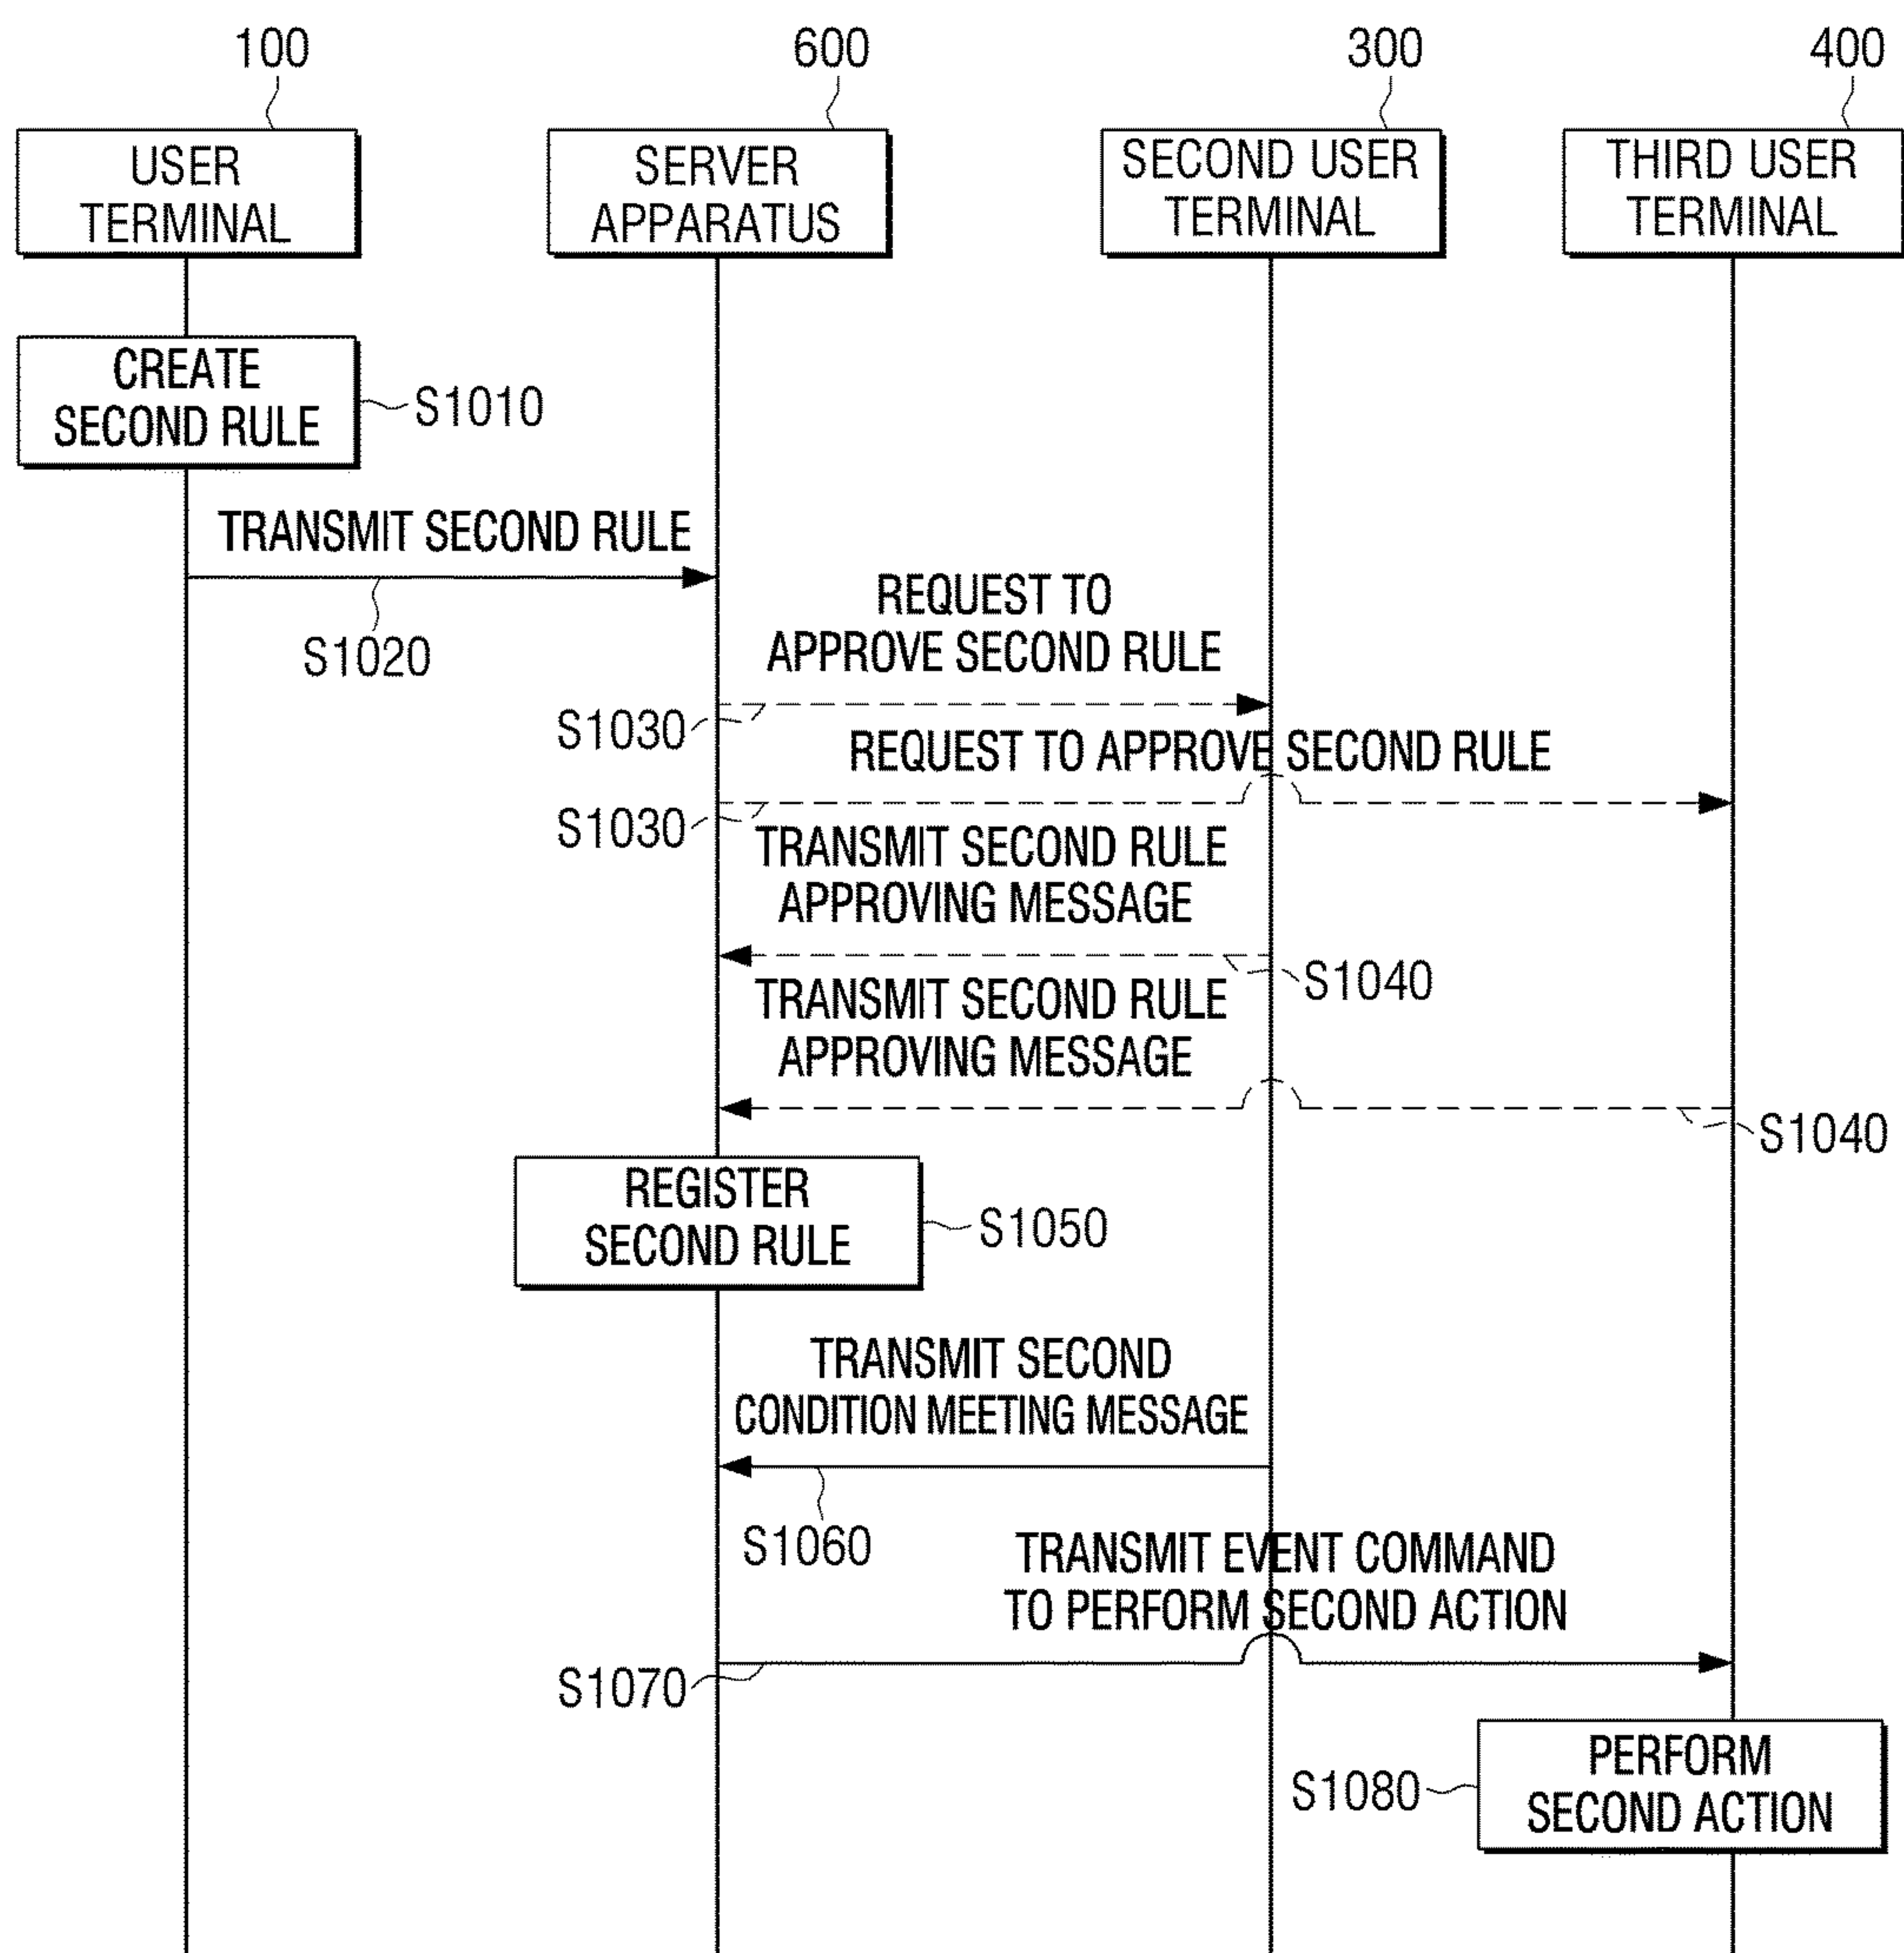 100
600
300
400
USER
TERMINAL
SERVER
APPARATUS
SECOND USER
TERMINAL
THIRD USER
TERMINAL
CREATE
SECOND RULE
S1010
TRANSMIT SECOND RULE
S1020
REQUEST TO
APPROVE SECOND RULE
S1030
REQUEST TO APPROVE SECOND RULE
S1030
TRANSMIT SECOND RULE
APPROVING MESSAGE
S1040
TRANSMIT SECOND RULE
APPROVING MESSAGE
S1040
REGISTER
SECOND RULE
S1050
TRANSMIT SECOND
CONDITION MEETING MESSAGE
S1060
TRANSMIT EVENT COMMAND
TO PERFORM SECOND ACTION
S1070
PERFORM
SECOND ACTION
S1080